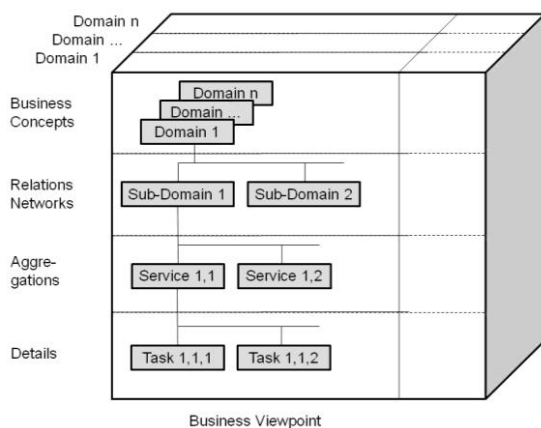 Domain n
Domain ...
Domain 1
Business
Concepts
Domain n
Domain ...
Domain 1
Relations
Networks
Sub-Domain 1
Sub-Domain 2
Aggre-
gations
Service 1,1
Service 1,2
Details
Task 1,1,1
Task 1,1,2
Business Viewpoint